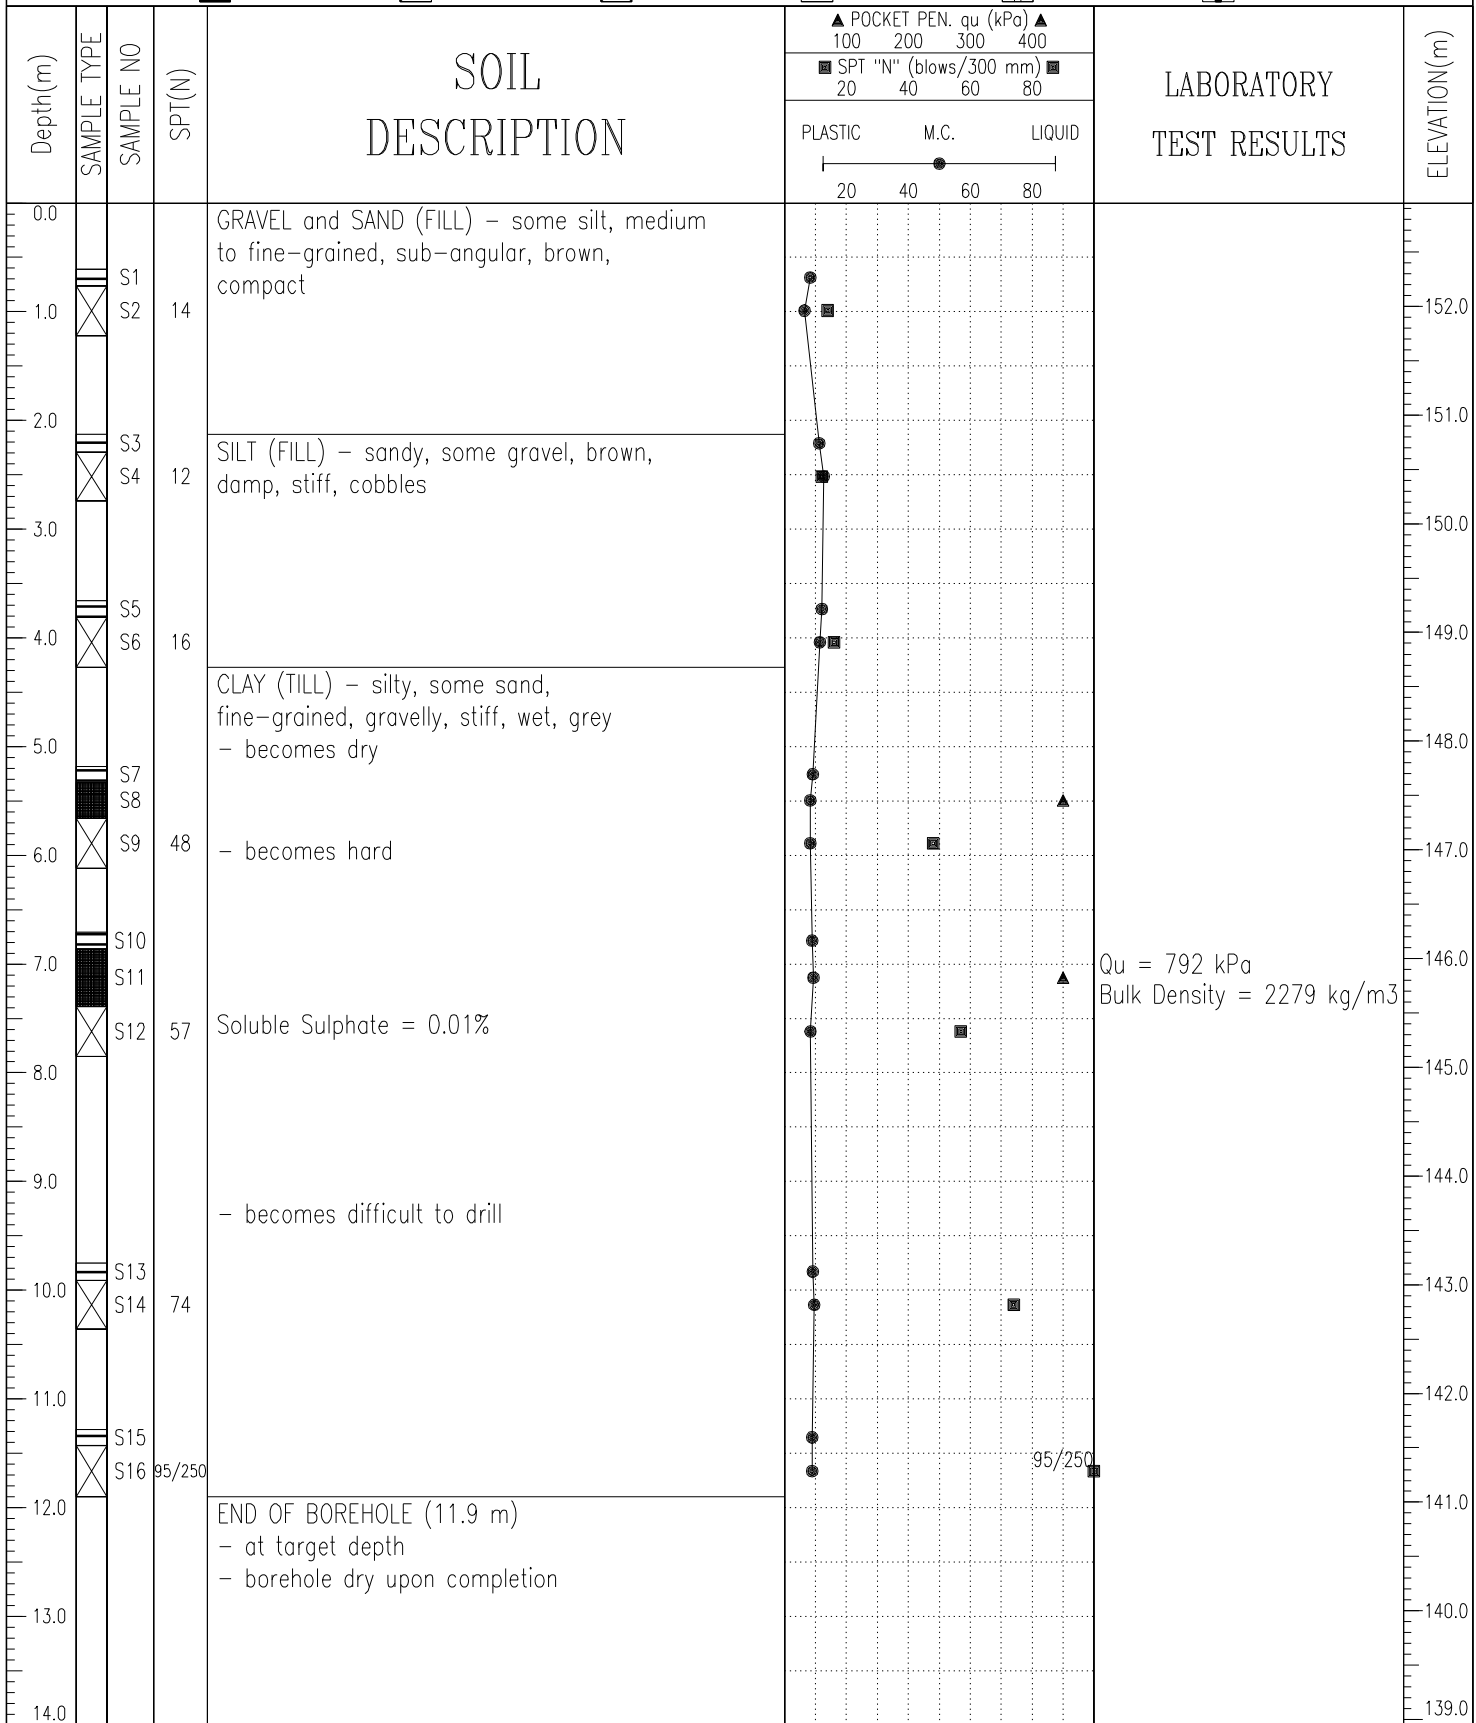 Depth(m)
SAMPLE TYPE
SAMPLE NO
SPT(N)
SOIL
DESCRIPTION
▲ POCKET PEN. qu (kPa) ▲
100 200 300 400
SPT "N" (blows/300 mm)
20 40 60 80
PLASTIC M.C. LIQUID
20 40 60 80
LABORATORY
TEST RESULTS
ELEVATION(m)
0.0
GRAVEL and SAND (FILL) – some silt, medium
to fine–grained, sub–angular, brown,
S1
compact
152.0
1.0 S2 14
151.0
2.0
S3
SILT (FILL) – sandy, some gravel, brown,
S4 12
damp, stiff, cobbles
150.0
3.0
S5
149.0
4.0 S6 16
CLAY (TILL) – silty, some sand,
fine–grained, gravelly, stiff, wet, grey
148.0
5.0
– becomes dry
S7
S8
S9 48
– becomes hard
147.0
6.0
S10
146.0
7.0
Qu = 792 kPa
S11
Bulk Density = 2279 kg/m3
S12 57
Soluble Sulphate = 0.01%
145.0
8.0
144.0
9.0
– becomes difficult to drill
S13
143.0
10.0
S14 74
142.0
11.0
S15
95/250
S16 95/250
141.0
12.0
END OF BOREHOLE (11.9 m)
– at target depth
– borehole dry upon completion
140.0
13.0
139.0
14.0